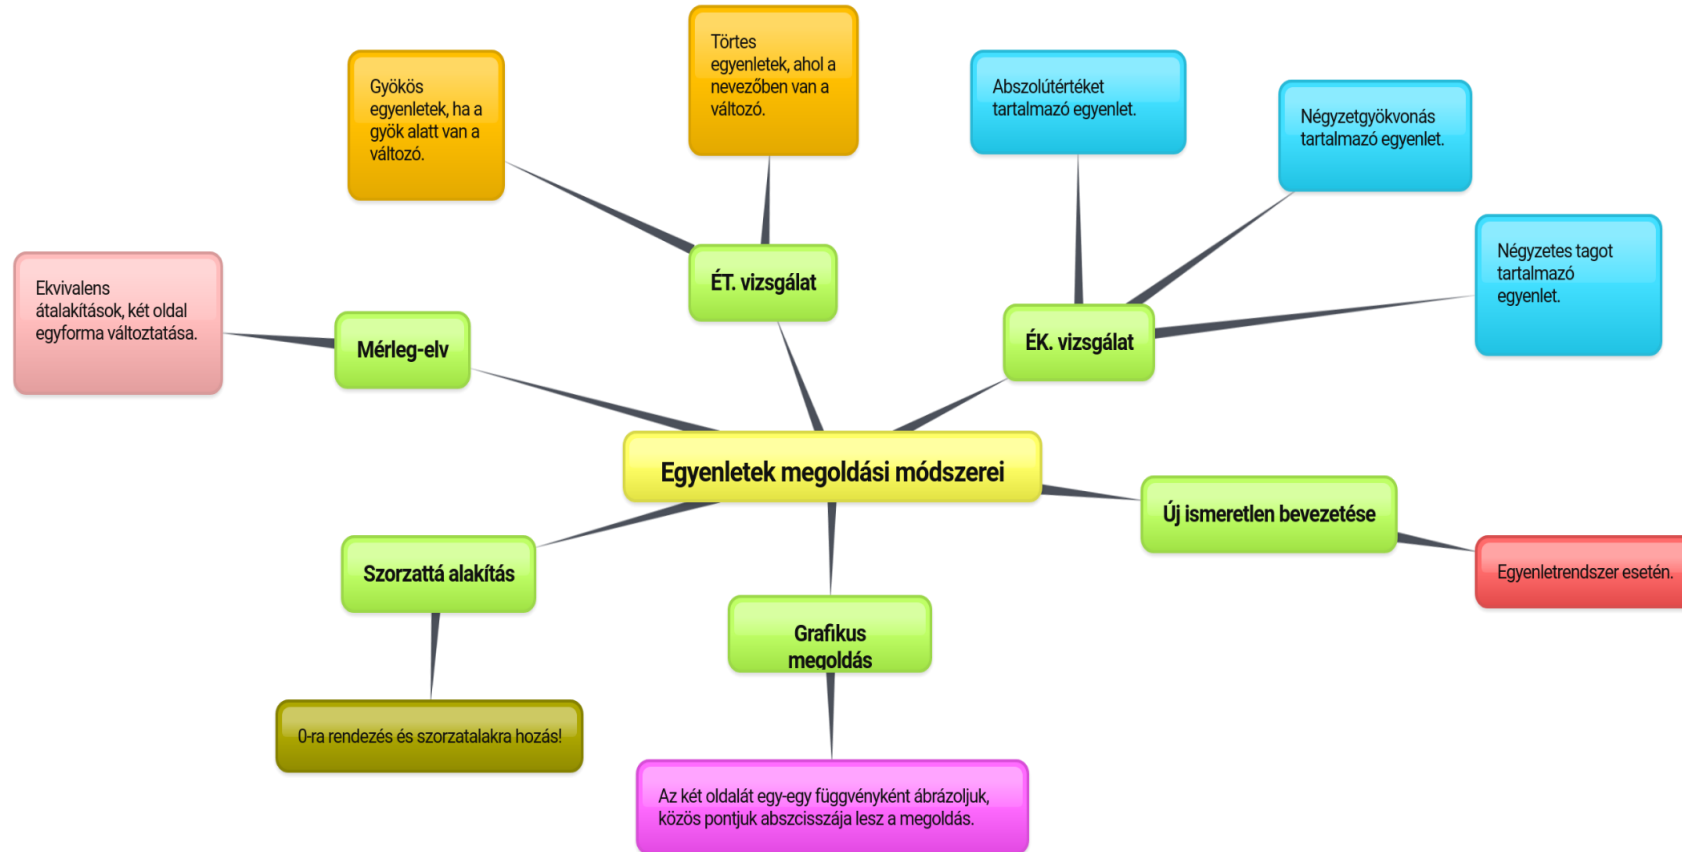 Törtes
egyenletek, ahol a
nevezőben van a
változó.
Gyökös
egyenletek, ha a
gyök alatt van a
változó.
Abszolútértéket
tartalmazó egyenlet.
Négyzetgyökvonás
tartalmazó egyenlet.
Négyzetes tagot
tartalmazó
egyenlet.
Ekvivalens
átalakítások, két oldal
egyforma változtatása.
ÉT. vizsgálat
Mérleg-elv
ÉK. vizsgálat
Egyenletek megoldási módszerei
Új ismeretlen bevezetése
Egyenletrendszer esetén.
Szorzattá alakítás
Grafikus
megoldás
0-ra rendezés és szorzatalakra hozás!
Az két oldalát egy-egy függvényként ábrázoljuk,
közös pontjuk abszcisszája lesz a megoldás.